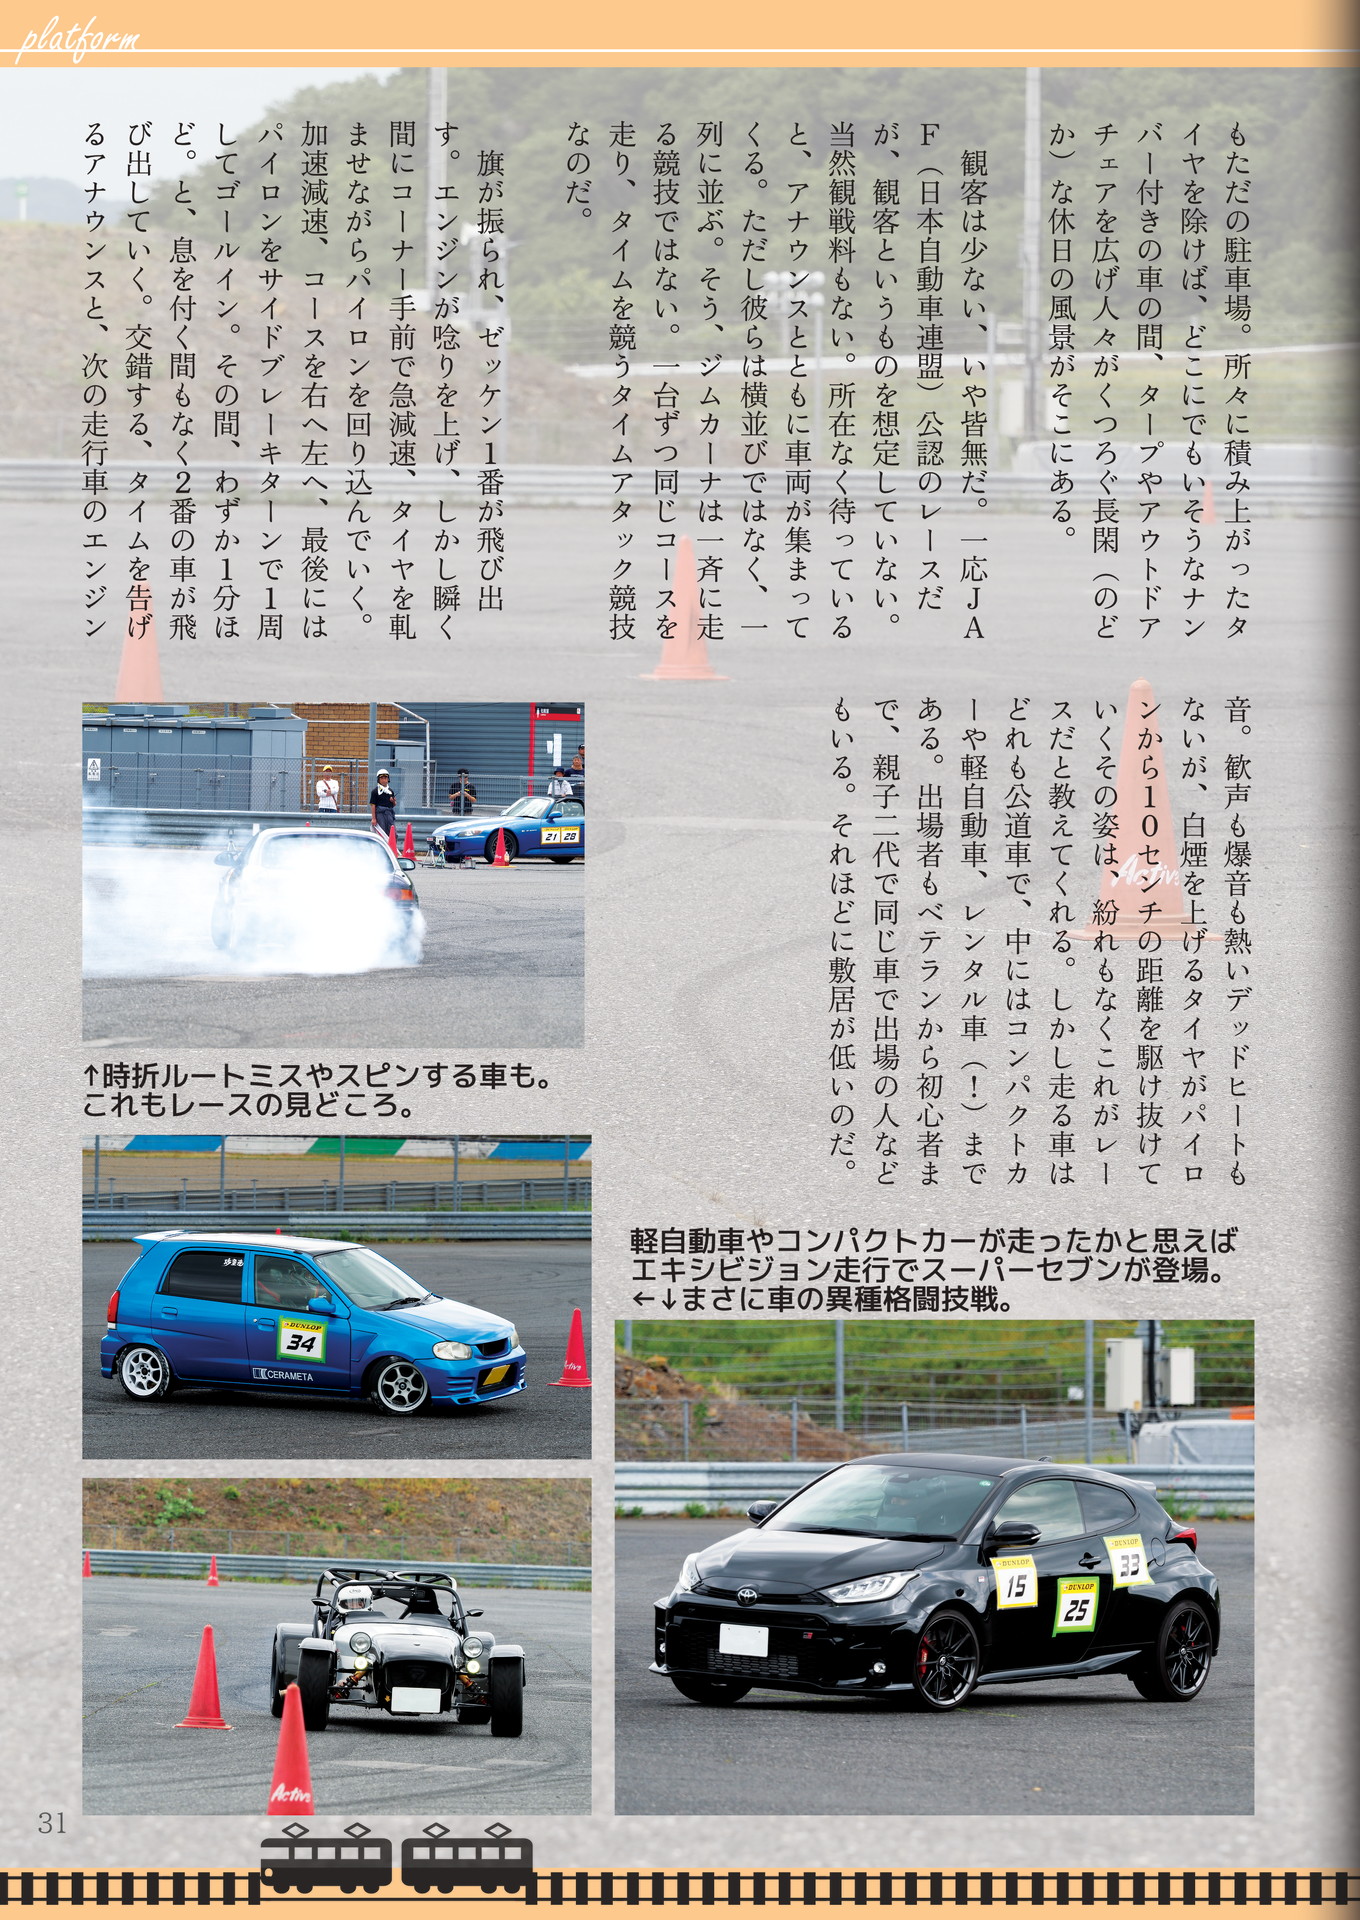 platform
もただの駐車場。所々に積み上がったタ
イヤを除けば、どこにでもいそうなナン
バー付きの車の間、タープやアウトドア
チェアを広げ人々がくつろぐ長閑（のど
か）な休日の風景がそこにある。
観客は少ない、いや皆無だ。一応ＪＡ
Ｆ（日本自動車連盟）公認のレースだ
が、観客というものを想定していない。
当然観戦料もない。所在なく待っている
と、アナウンスとともに車両が集まって
くる。ただし彼らは横並びではなく、一
列に並ぶ。そう、ジムカーナは一斉に走
る競技ではない。一台ずつ同じコースを
走り、タイムを競うタイムアタック競技
なのだ。
旗が振られ、ゼッケン１番が飛び出
す。エンジンが唸りを上げ、しかし瞬く
間にコーナー手前で急減速、タイヤを軋
ませながらパイロンを回り込んでいく。
加速減速、コースを右へ左へ、最後には
パイロンをサイドブレーキターンで１周
してゴールイン。その間、わずか１分ほ
ど。と、息を付く間もなく２番の車が飛
び出していく。交錯する、タイムを告げ
るアナウンスと、次の走行車のエンジン
音。歓声も爆音も熱いデッドヒートも
ないが、白煙を上げるタイヤがパイロ
ンから１０センチの距離を駆け抜けて
いくその姿は、紛れもなくこれがレー
スだと教えてくれる。しかし走る車は
どれも公道車で、中にはコンパクトカ
ーや軽自動車、レンタル車（！）まで
ある。出場者もベテランから初心者ま
で、親子二代で同じ車で出場の人など
もいる。それほどに敷居が低いのだ。
Active
21 28
↑時折ルートミスやスピンする車も。
これもレースの見どころ。
DUNLOP
34
CERAMETA
Active
軽自動車やコンパクトカーが走ったかと思えば
エキシビジョン走行でスーパーセブンが登場。
←↓まさに車の異種格闘技戦。
DUNLOP
15
DUNLOP
25
DUNLOP
33
Active
31